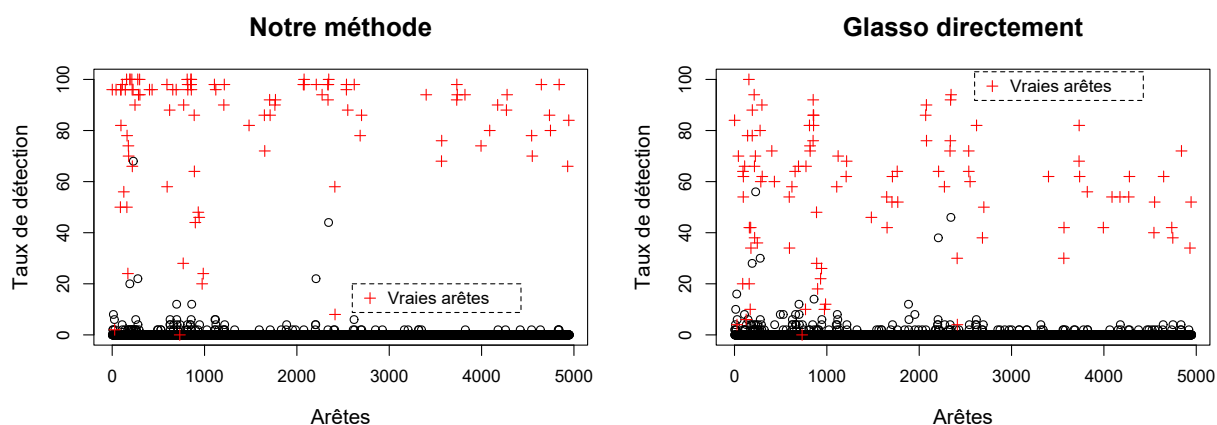 Notre méthode
Taux de détection
100
80
60
40
20
0
Vraies arêtes
0 1000 2000 3000 4000 5000
Arêtes
Glasso directement
Taux de détection
100
80
60
40
20
0
Vraies arêtes
0 1000 2000 3000 4000 5000
Arêtes